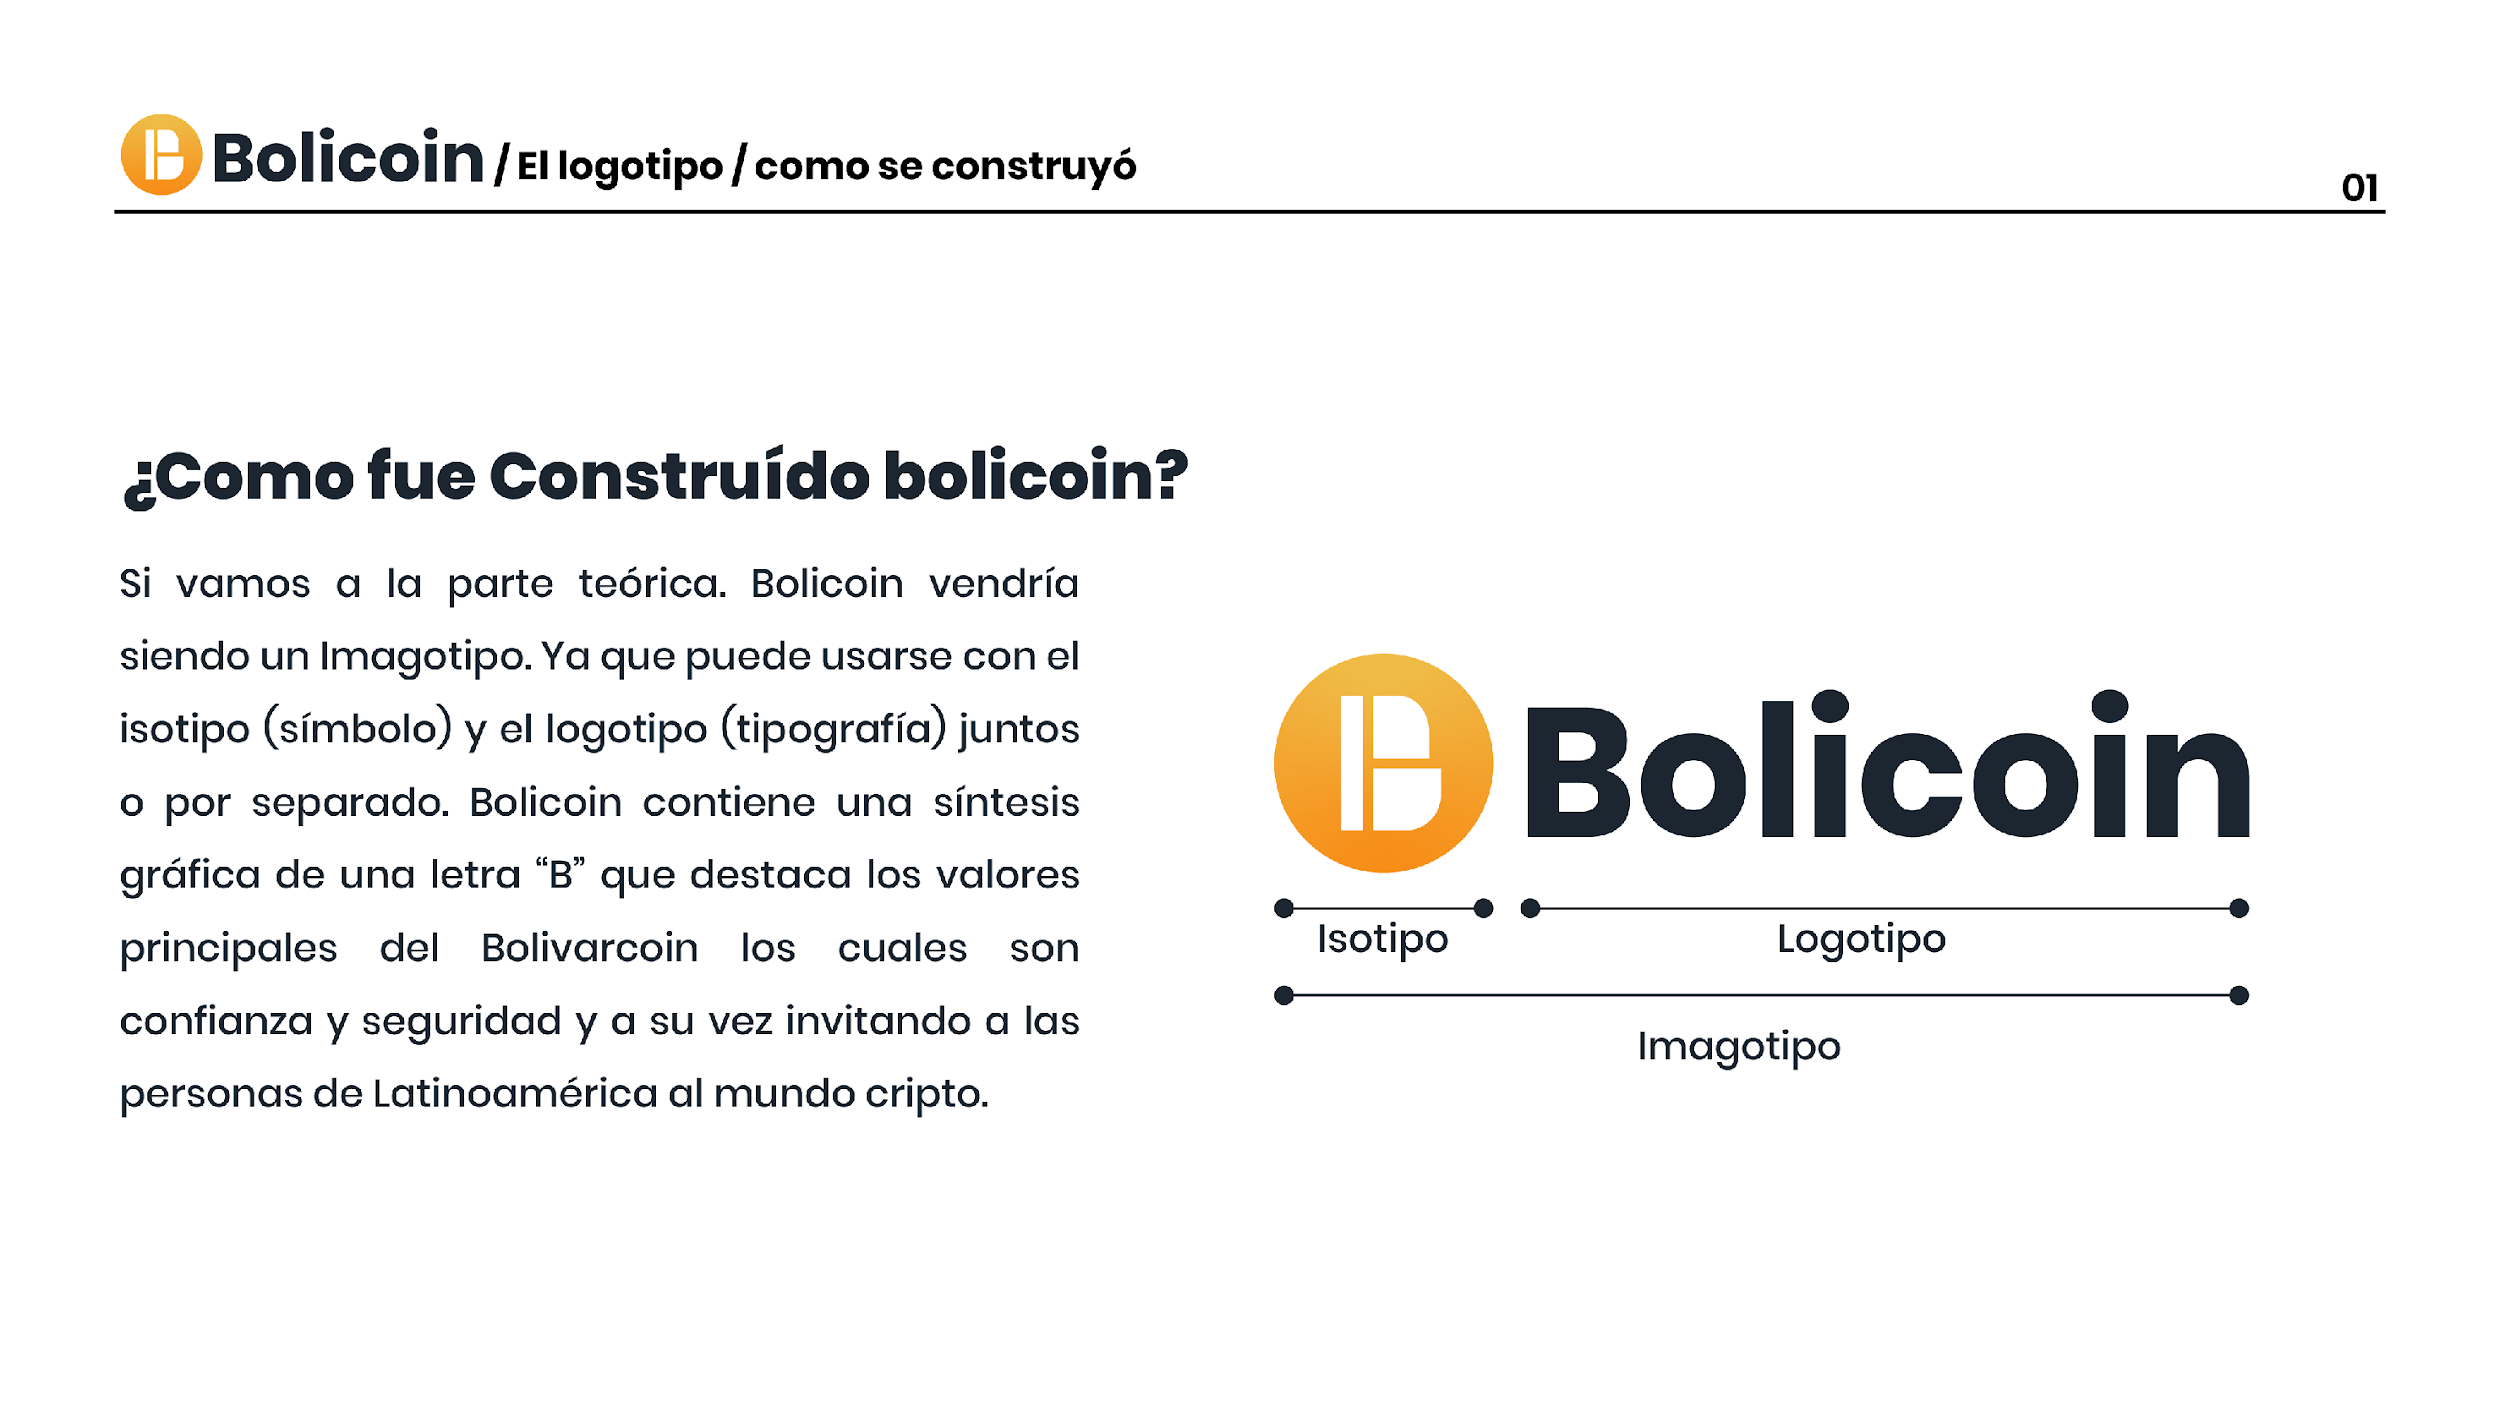 Bolicoin / El logotipo / como se construyó
01
¿Como fue Construído bolicoin?
Si vamos a la parte teórica. Bolicoin vendría
siendo un Imagotipo. Ya que puede usarse con el
isotipo (símbolo) y el logotipo (tipografía) juntos
o por separado. Bolicoin contiene una síntesis
gráfica de una letra “B” que destaca los valores
principales del Bolivarcoin los cuales son
confianza y seguridad y a su vez invitando a las
personas de Latinoamérica al mundo cripto.
B Bolicoin
Isotipo
Logotipo
Imagotipo